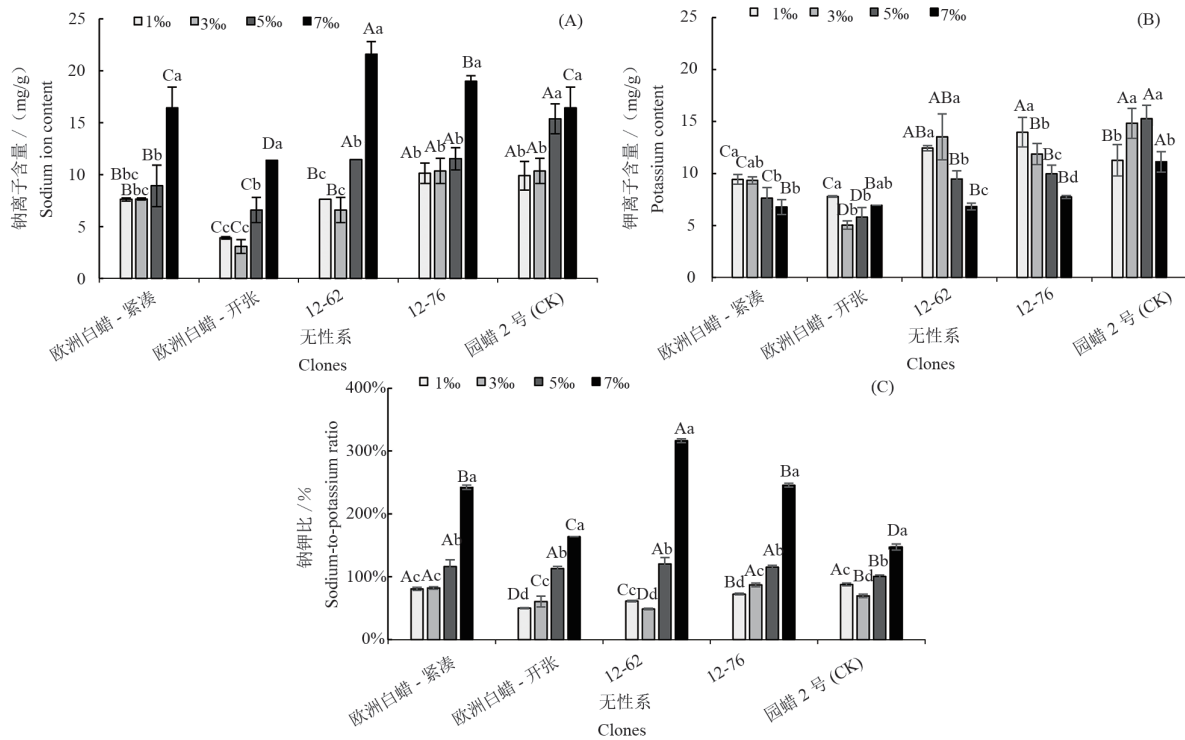 (A)
1‰ 3‰ 5‰ 7‰
钠离子含量 /（mg/g）
Sodium ion content
25
20
15
10
5
0
Bbc Bbc Bb Ca
Cc Cc Cb Da
Bc Bc Ab Aa
Ab Ab Ab Ba
Ab Ab Aa Ca
欧洲白蜡 - 紧凑
欧洲白蜡 - 开张
12-62
12-76
园蜡 2 号 (CK)
无性系
Clones
(B)
1‰ 3‰ 5‰ 7‰
钾离子含量 /（mg/g）
Potassium content
25
20
15
10
5
0
Ca Cab Cb Bb
Ca Db Db Bab
ABa ABa Bb Bc
Aa Bb Bc Bd
Bb Aa Aa Ab
欧洲白蜡 - 紧凑
欧洲白蜡 - 开张
12-62
12-76
园蜡 2 号 (CK)
无性系
Clones
(C)
1‰ 3‰ 5‰ 7‰
钠钾比 / %
Sodium-to-potassium ratio
400%
300%
200%
100%
0%
Ac Ac Ab Ba
Dd Cc Ab Ca
Cc Dd Ab Aa
Bd Ac Ab Ba
Ac Bd Bb Da
欧洲白蜡 - 紧凑
欧洲白蜡 - 开张
12-62
12-76
园蜡 2 号 (CK)
无性系
Clones